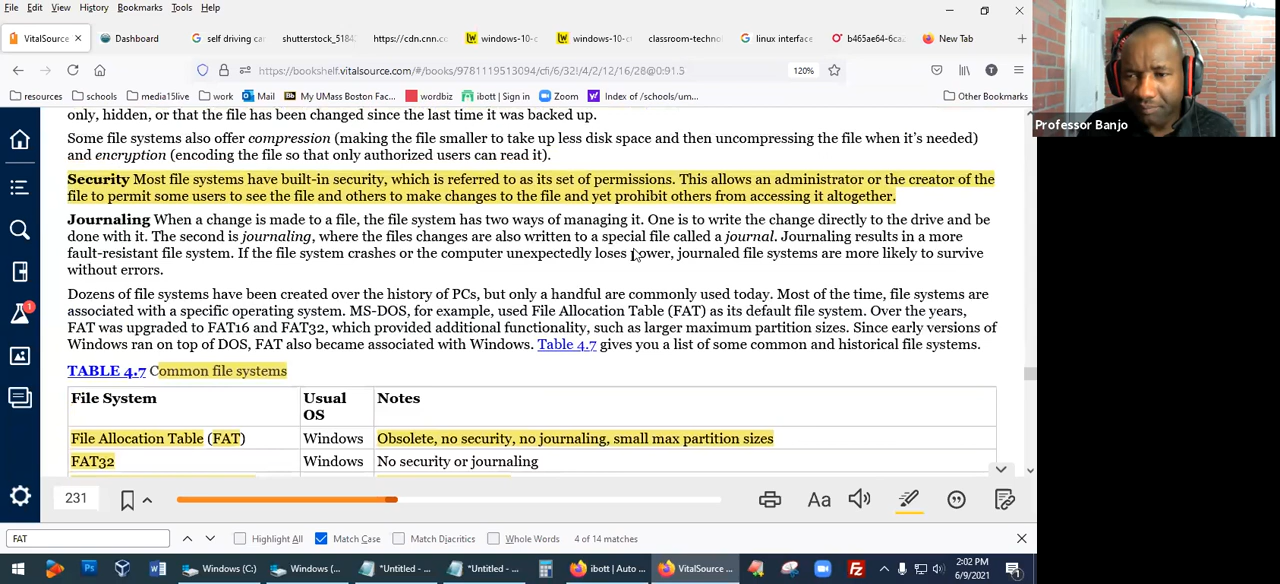 File Edit View History Bookmarks Tools Help
VitalSource Dashboard self driving car shutterstock_5184 https://cdn.cnn.c windows-10-c windows-10-c classroom-techno linux interface b465ae64-6caa New Tab
https://bookshelf.vitalsource.com/#/books/9781119513094/cfi/6/32!/4/2/12/16/28@0:91.5 120%
resources schools media15live work Mail My UMass Boston Fac... wordbiz ibott | Sign in Zoom Index of /schools/um... Other Bookmarks
Professor Banjo
only, hidden, or that the file has been changed since the last time it was backed up.
Some file systems also offer compression (making the file smaller to take up less disk space and then uncompressing the file when it's needed)
and encryption (encoding the file so that only authorized users can read it).
Security Most file systems have built-in security, which is referred to as its set of permissions. This allows an administrator or the creator of the
file to permit some users to see the file and others to make changes to the file and yet prohibit others from accessing it altogether.
Journaling When a change is made to a file, the file system has two ways of managing it. One is to write the change directly to the drive and be
done with it. The second is journaling, where the files changes are also written to a special file called a journal. Journaling results in a more
fault-resistant file system. If the file system crashes or the computer unexpectedly loses power, journaled file systems are more likely to survive
without errors.
Dozens of file systems have been created over the history of PCs, but only a handful are commonly used today. Most of the time, file systems are
associated with a specific operating system. MS-DOS, for example, used File Allocation Table (FAT) as its default file system. Over the years,
FAT was upgraded to FAT16 and FAT32, which provided additional functionality, such as larger maximum partition sizes. Since early versions of
Windows ran on top of DOS, FAT also became associated with Windows. Table 4.7 gives you a list of some common and historical file systems.
TABLE 4.7 Common file systems
File System Usual OS Notes
File Allocation Table (FAT) Windows Obsolete, no security, no journaling, small max partition sizes
FAT32 Windows No security or journaling
231 Aa
FAT Highlight All Match Case Match Diacritics Whole Words 4 of 14 matches
Windows (C:) Windows (... *Untitled - ... *Untitled - ... ibott | Auto ... VitalSource ... 2:02 PM
6/9/2021